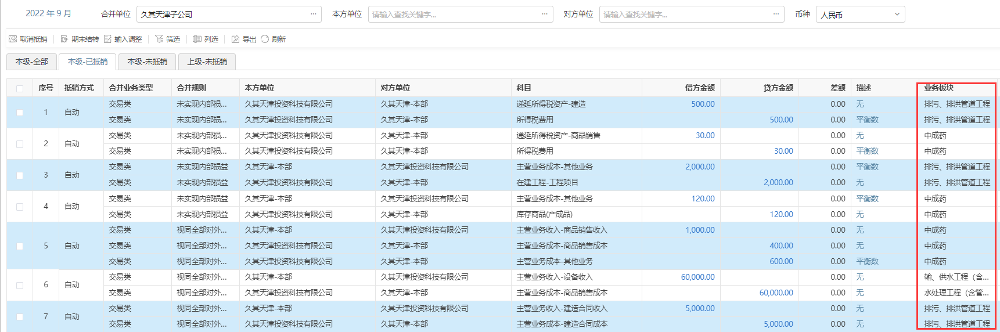 2022 年 9 月 合并单位 久其天津子公司 ··· 本方单位 请输入查找关键字... ··· 对方单位 请输入查找关键字... ··· 币种 人民币
取消抵销 期末结转 输入调整 筛选 列选 导出 刷新
本级-全部 本级-已抵销 本级-未抵销 上级-未抵销
序号 抵销方式 合并业务类型 合并规则 本方单位 对方单位 科目 借方金额 贷方金额 差额 描述 业务板块
1 自动 交易类 未实现内部损... 久其天津投资科技有限公司 久其天津-本部 递延所得税资产-建造 500.00 0.00 无 排污、排洪管道工程
交易类 未实现内部损... 久其天津投资科技有限公司 久其天津-本部 所得税费用 500.00 0.00 平衡数 排污、排洪管道工程
2 自动 交易类 未实现内部损... 久其天津投资科技有限公司 久其天津-本部 递延所得税资产-商品销售 30.00 0.00 无 中成药
交易类 未实现内部损... 久其天津投资科技有限公司 久其天津-本部 所得税费用 30.00 0.00 平衡数 中成药
3 自动 交易类 未实现内部损益 久其天津-本部 久其天津投资科技有限公司 主营业务成本-其他业务 2,000.00 0.00 平衡数 排污、排洪管道工程
交易类 未实现内部损益 久其天津投资科技有限公司 久其天津-本部 在建工程-工程项目 2,000.00 0.00 无 排污、排洪管道工程
4 自动 交易类 未实现内部损益 久其天津-本部 久其天津投资科技有限公司 主营业务成本-其他业务 120.00 0.00 平衡数 中成药
交易类 未实现内部损益 久其天津投资科技有限公司 久其天津-本部 库存商品(产成品) 120.00 0.00 无 中成药
5 自动 交易类 视同全部对外... 久其天津-本部 久其天津投资科技有限公司 主营业务收入-商品销售收入 1,000.00 0.00 无 中成药
交易类 视同全部对外... 久其天津投资科技有限公司 久其天津-本部 主营业务成本-商品销售成本 400.00 0.00 无 中成药
交易类 视同全部对外... 久其天津投资科技有限公司 久其天津-本部 主营业务成本-其他业务 600.00 0.00 平衡数 中成药
6 自动 交易类 视同全部对外... 久其天津-本部 久其天津投资科技有限公司 主营业务收入-设备收入 60,000.00 0.00 无 输、供水工程（含...
交易类 视同全部对外... 久其天津投资科技有限公司 久其天津-本部 主营业务成本-商品销售成本 60,000.00 0.00 无 水处理工程（含管...
7 自动 交易类 视同全部对外... 久其天津-本部 久其天津投资科技有限公司 主营业务收入-建造合同收入 5,000.00 0.00 无 排污、排洪管道工程
交易类 视同全部对外... 久其天津投资科技有限公司 久其天津-本部 主营业务成本-建造合同成本 5,000.00 0.00 无 排污、排洪管道工程